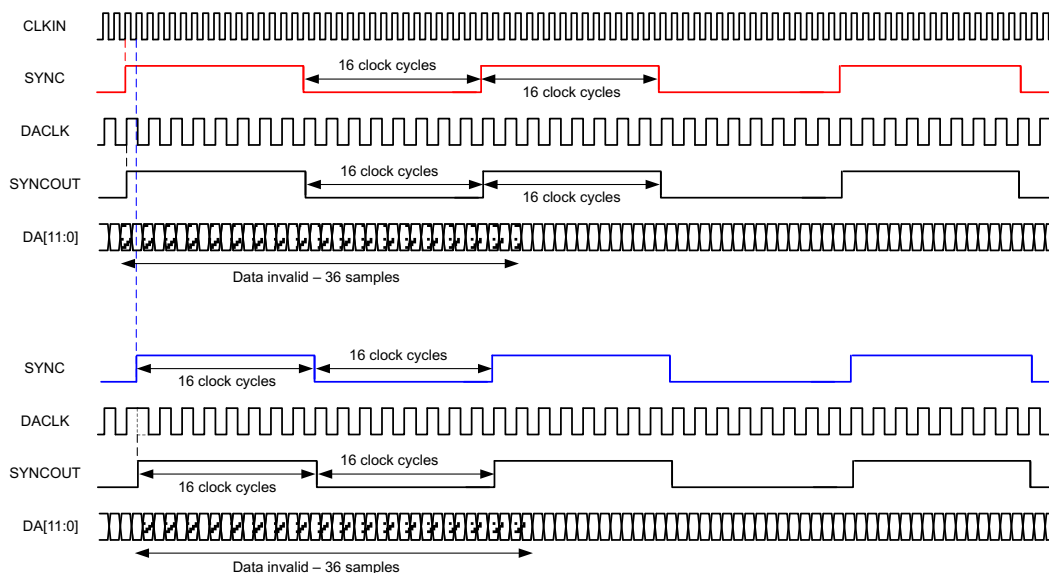 CLKIN
SYNC
16 clock cycles
16 clock cycles
DACLK
SYNCOUT
16 clock cycles
16 clock cycles
DA[11:0]
Data invalid – 36 samples
SYNC
16 clock cycles
16 clock cycles
DACLK
SYNCOUT
16 clock cycles
16 clock cycles
DA[11:0]
Data invalid – 36 samples